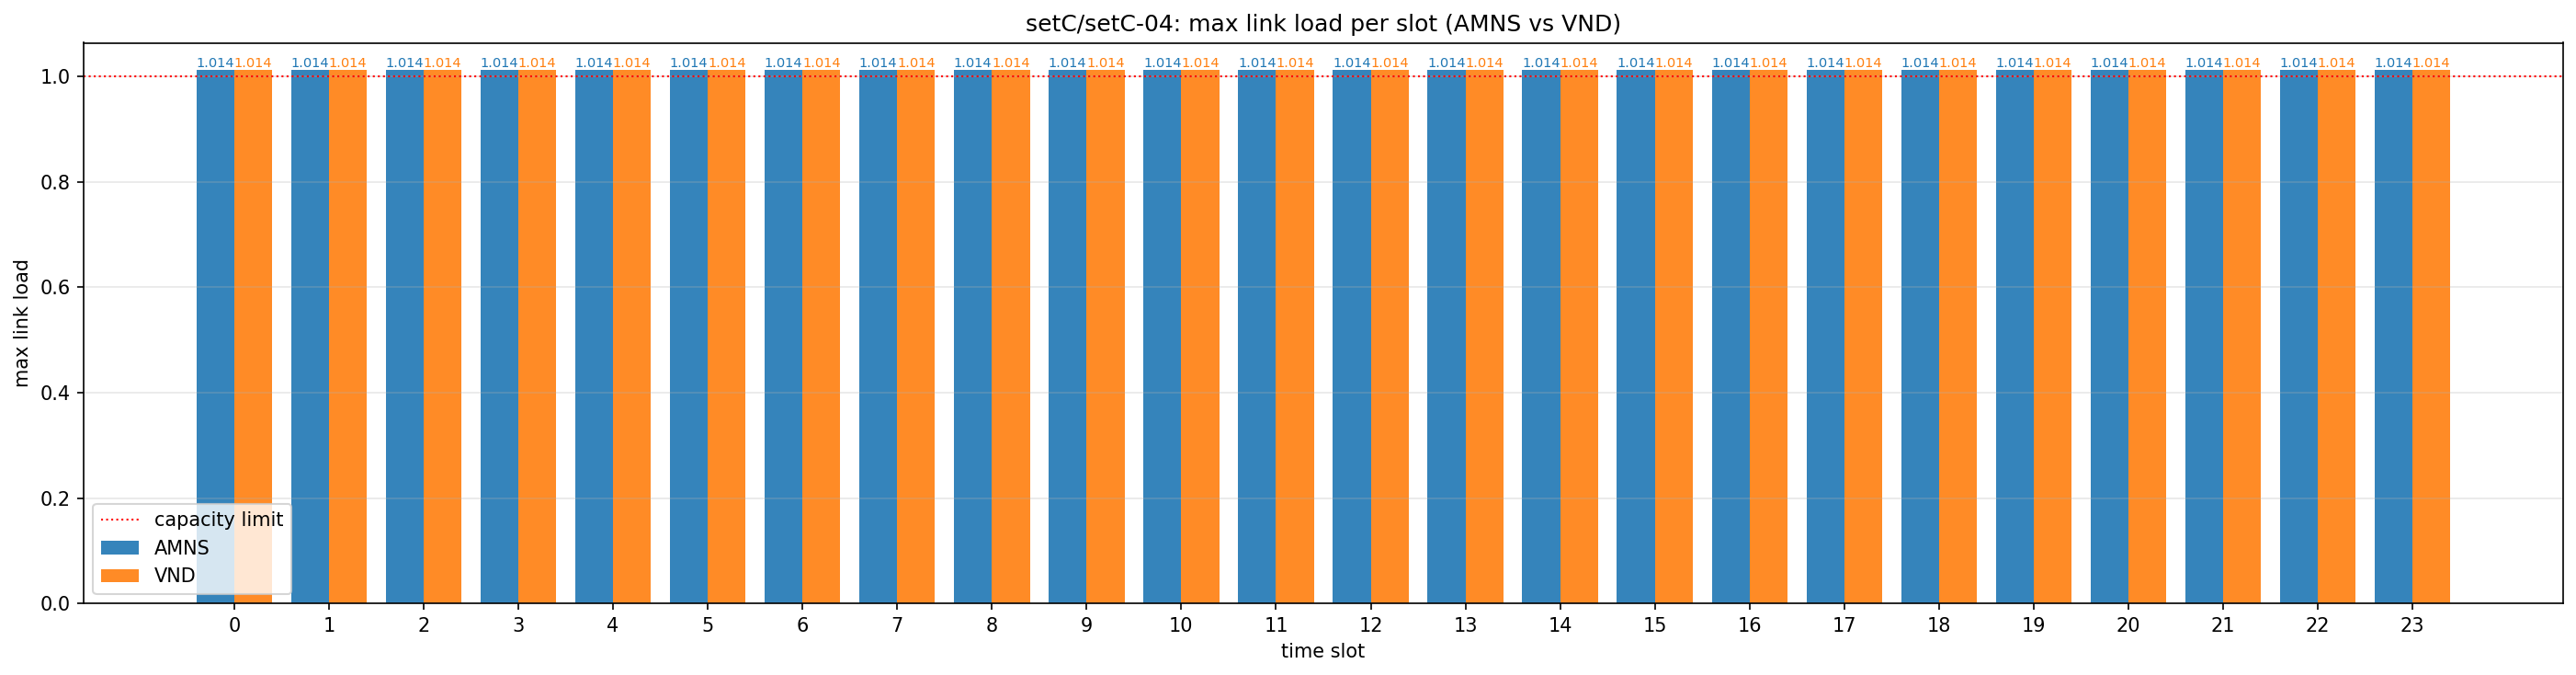 setC/setC-04: max link load per slot (AMNS vs VND)
1.014 1.014 1.014 1.014 1.014 1.014 1.014 1.014 1.014 1.014 1.014 1.014 1.014 1.014 1.014 1.014 1.014 1.014 1.014 1.014 1.014 1.014 1.014 1.014 1.014 1.014 1.014 1.014 1.014 1.014 1.014 1.014 1.014 1.014 1.014 1.014 1.014 1.014 1.014 1.014 1.014 1.014 1.014 1.014 1.014 1.014 1.014 1.014
1.0
0.8
0.6
0.4
0.2
0.0
max link load
capacity limit
AMNS
VND
0 1 2 3 4 5 6 7 8 9 10 11 12 13 14 15 16 17 18 19 20 21 22 23
time slot